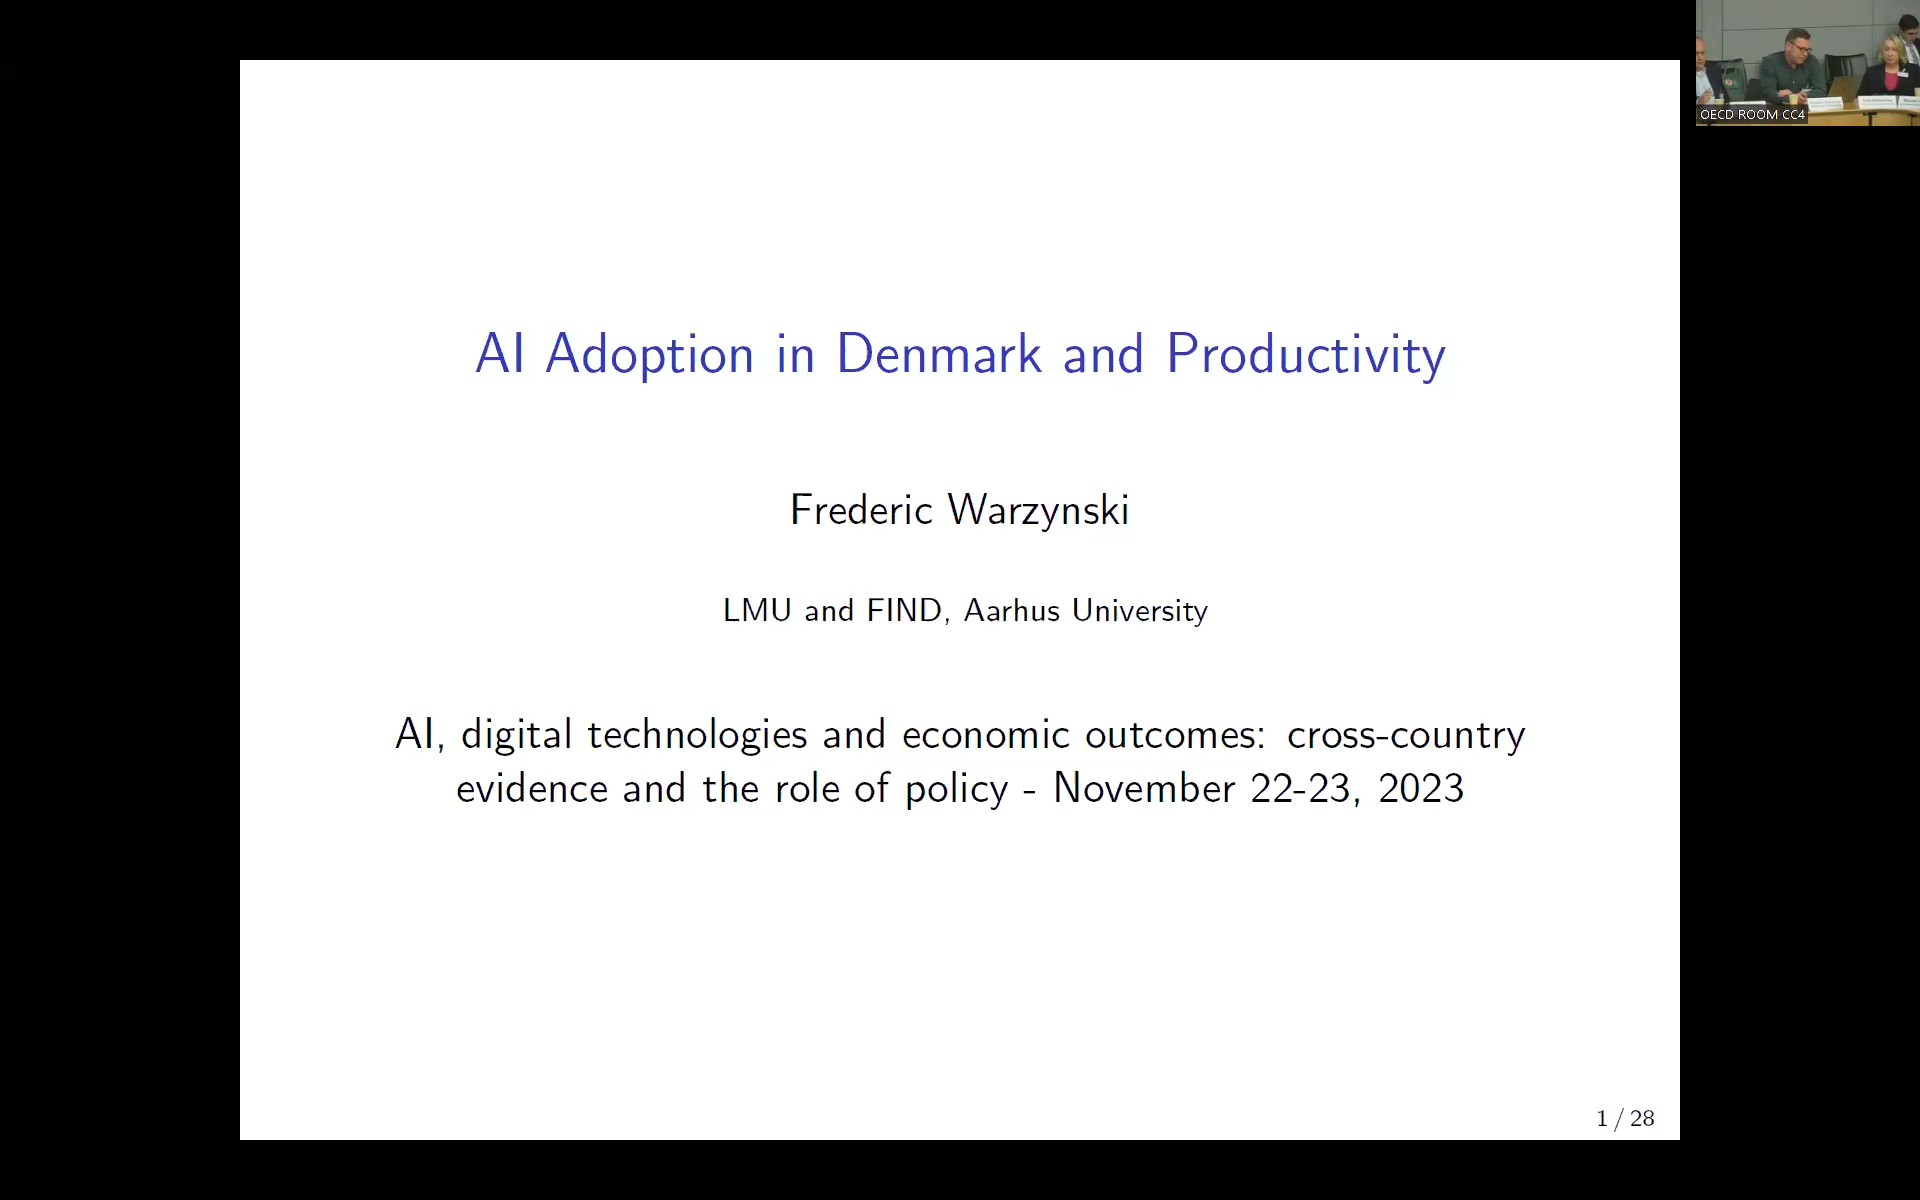 AI Adoption in Denmark and Productivity
Frederic Warzynski
LMU and FIND, Aarhus University
AI, digital technologies and economic outcomes: cross-country
evidence and the role of policy - November 22-23, 2023
1 / 28
OECD ROOM CC4